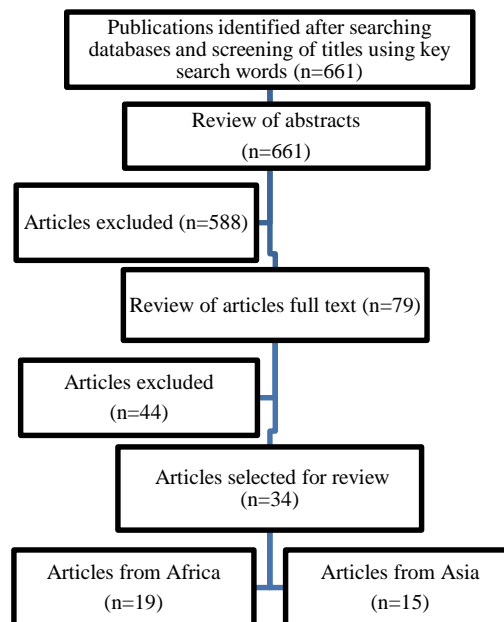 Publications identified after searching
databases and screening of titles using key
search words (n=661)
Review of abstracts
(n=661)
Articles excluded (n=588)
Review of articles full text (n=79)
Articles excluded
(n=44)
Articles selected for review
(n=34)
Articles from Africa
(n=19)
Articles from Asia
(n=15)